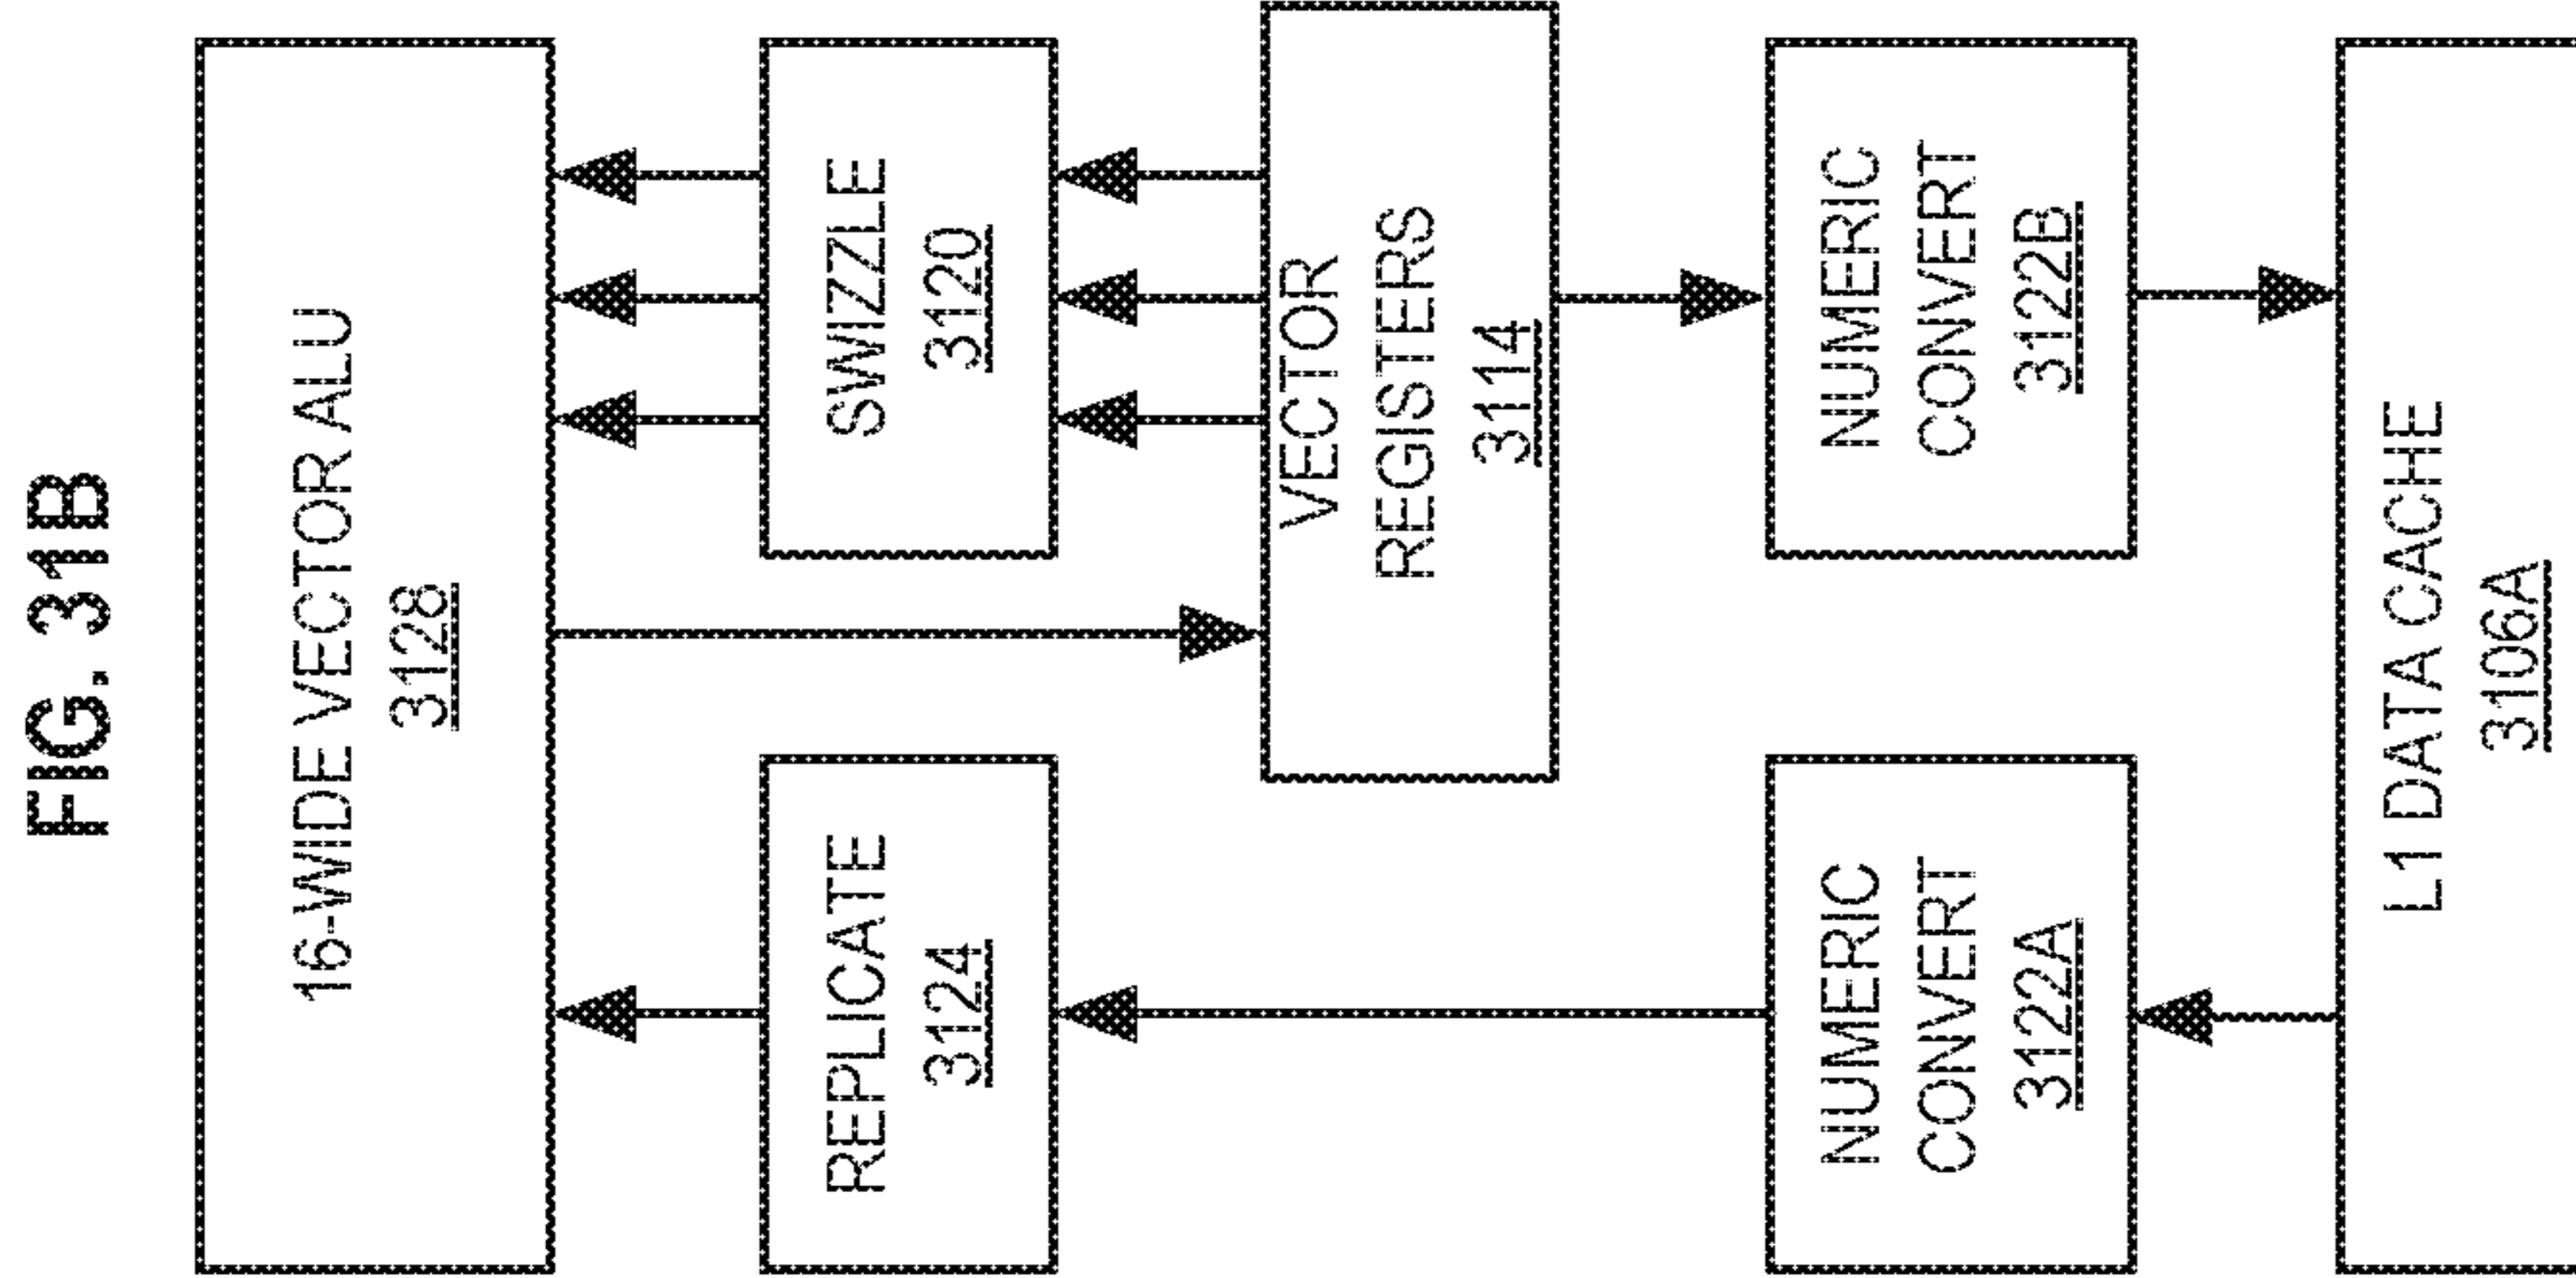 FIG. 31B
16-WIDE VECTOR ALU
3128
REPLICATE
3124
SWIZZLE
3120
VECTOR
REGISTERS
3114
NUMERIC
CONVERT
3122A
NUMERIC
CONVERT
3122B
L1 DATA CACHE
3106A